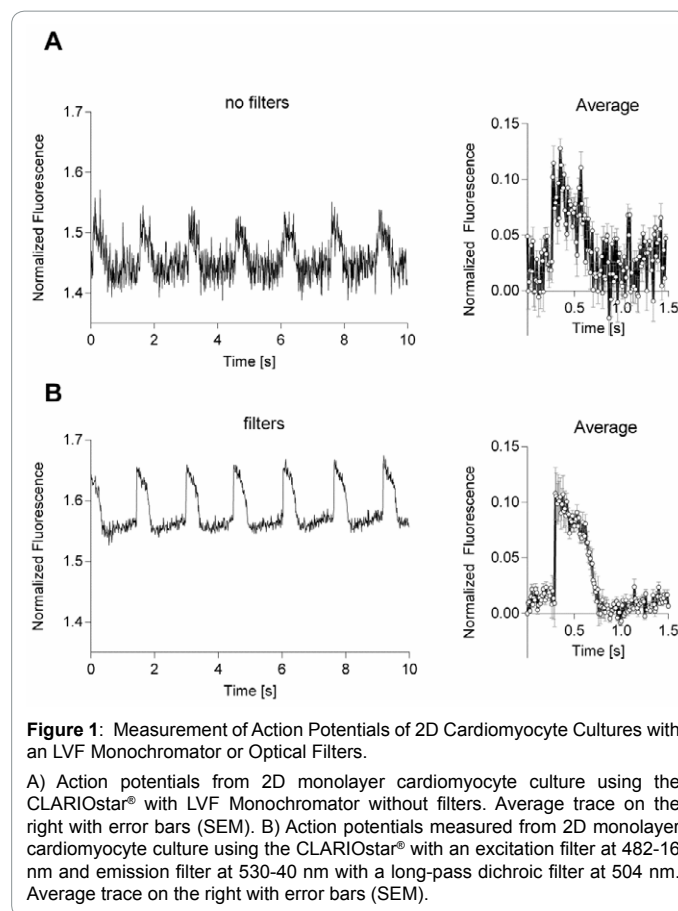 A
no filters
Normalized Fluorescence
1.7
1.6
1.5
1.4
0 2 4 6 8 10
Time [s]
Average
Normalized Fluorescence
0.15
0.10
0.05
0.00
0.5 1.0 1.5
Time [s]
B
filters
Normalized Fluorescence
1.7
1.6
1.5
1.4
0 2 4 6 8 10
Time [s]
Average
Normalized Fluorescence
0.15
0.10
0.05
0.00
0.5 1.0 1.5
Time [s]
Figure 1: Measurement of Action Potentials of 2D Cardiomyocyte Cultures with
an LVF Monochromator or Optical Filters.
A) Action potentials from 2D monolayer cardiomyocyte culture using the
CLARIOstar® with LVF Monochromator without filters. Average trace on the
right with error bars (SEM). B) Action potentials measured from 2D monolayer
cardiomyocyte culture using the CLARIOstar® with an excitation filter at 482-16
nm and emission filter at 530-40 nm with a long-pass dichroic filter at 504 nm.
Average trace on the right with error bars (SEM).